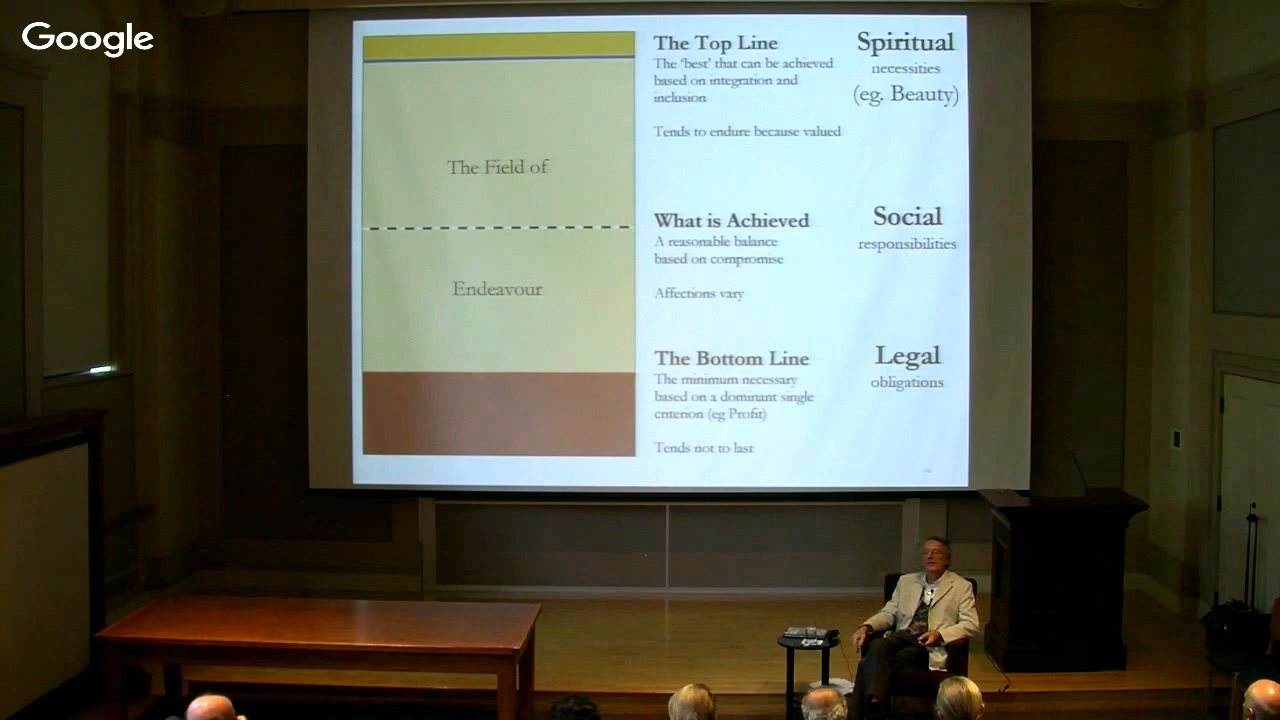 Google
The Top Line
The 'best' that can be achieved
based on integration and
inclusion
Tends to endure because valued
Spiritual
necessities
(eg. Beauty)
The Field of
What is Achieved
A reasonable balance
based on compromise
Affections vary
Social
responsibilities
Endeavour
The Bottom Line
The minimum necessary
based on a dominant single
criterion (eg Profit)
Tends not to last
Legal
obligations